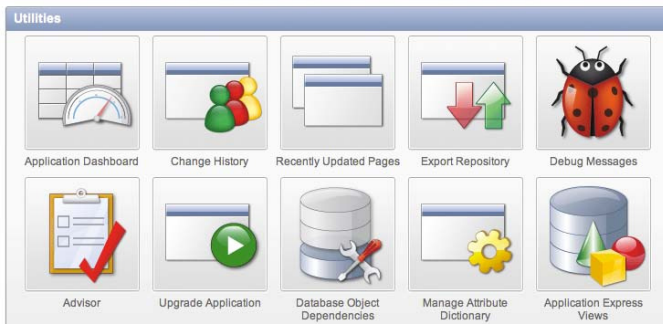 Utilities
Application Dashboard
Change History
Recently Updated Pages
Export Repository
Debug Messages
Advisor
Upgrade Application
Database Object
Dependencies
Manage Attribute
Dictionary
Application Express
Views